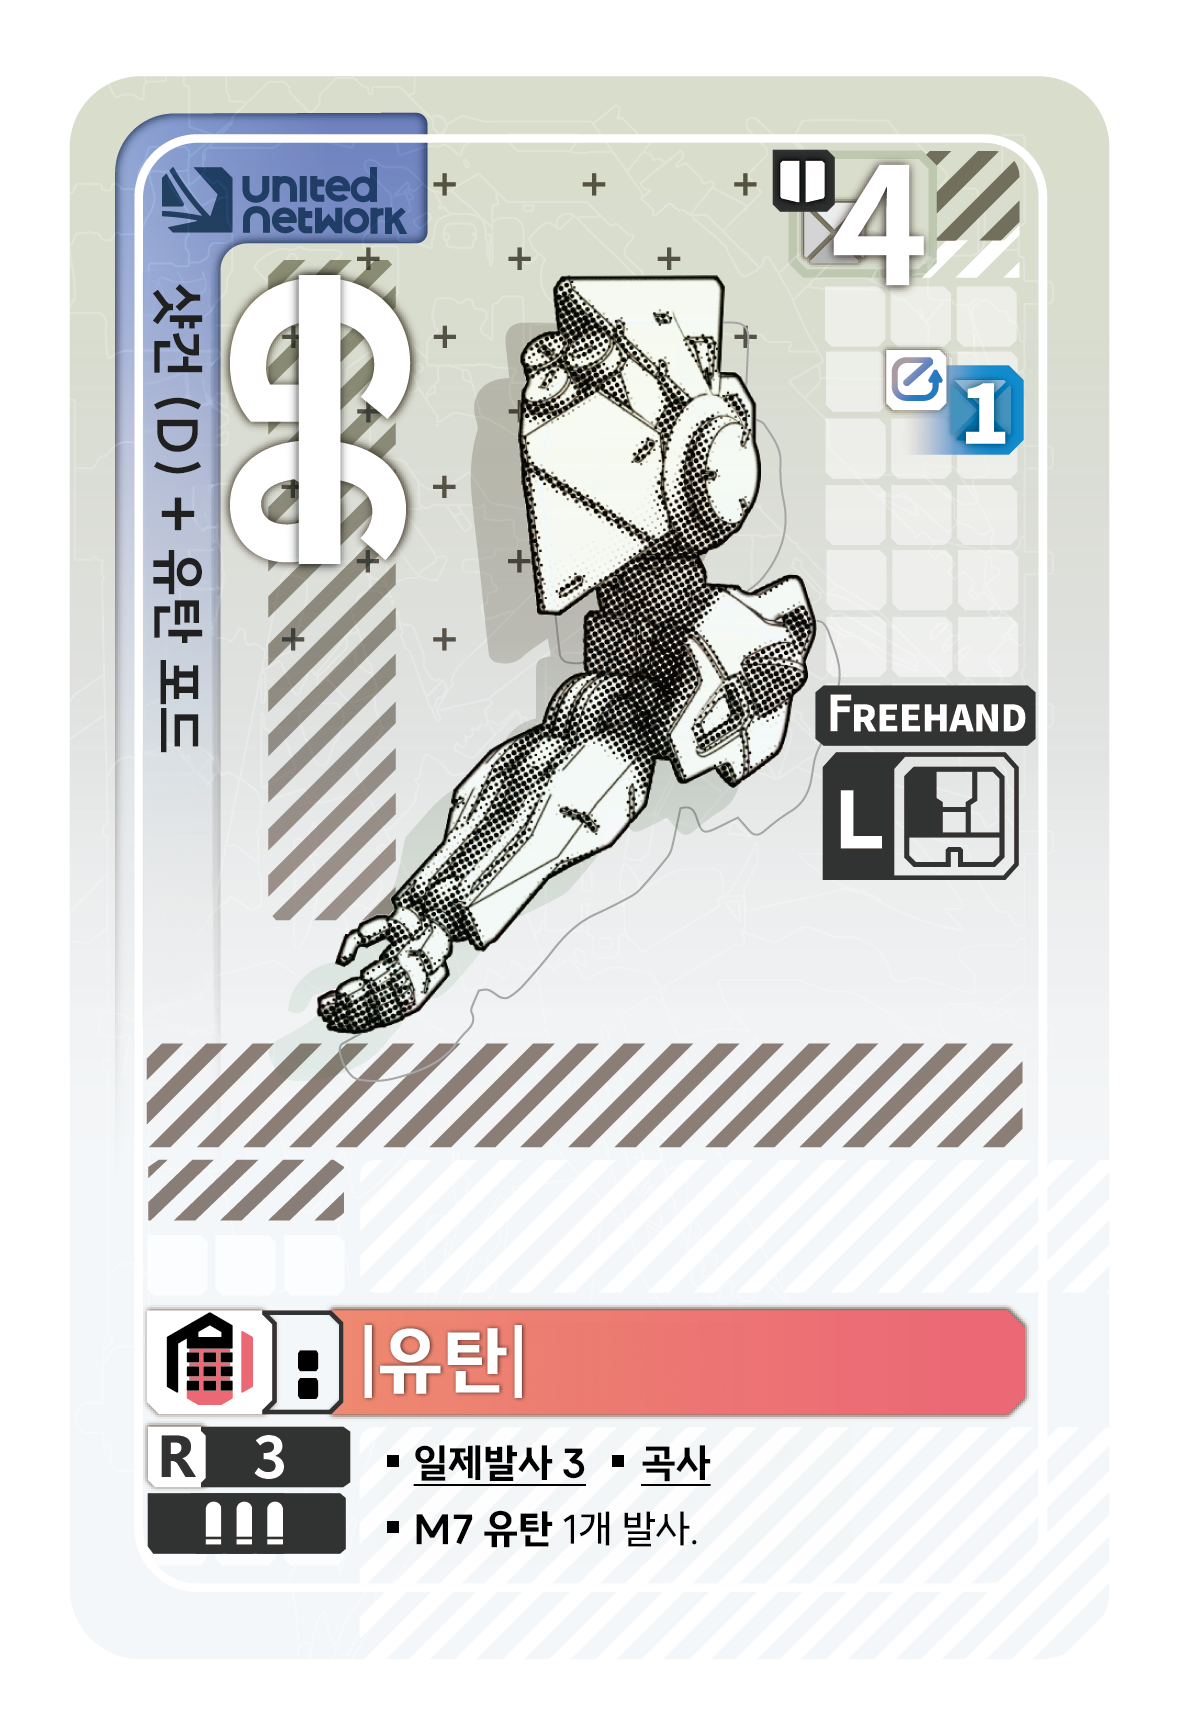 united
network
4
샷건 (D) + 유탄 포드
1
FREEHAND
L
|유탄|
R 3
▪ 일제발사 3 ▪ 곡사
▪ M7 유탄 1개 발사.